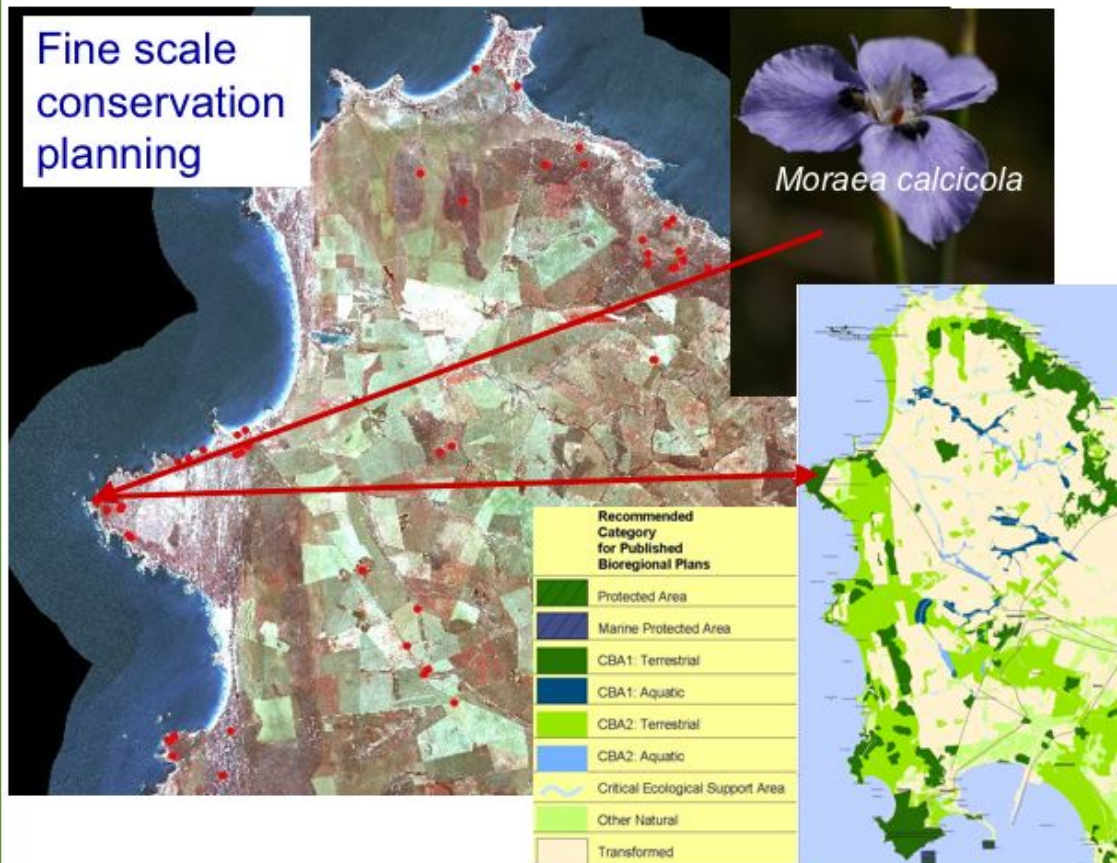 Fine scale
conservation
planning
Moraea calcicola
Recommended
Category
for Published
Bioregional Plans
Protected Area
Marine Protected Area
CBA1: Terrestrial
CBA1: Aquatic
CBA2: Terrestrial
CBA2: Aquatic
Critical Ecological Support Area
Other Natural
Transformed